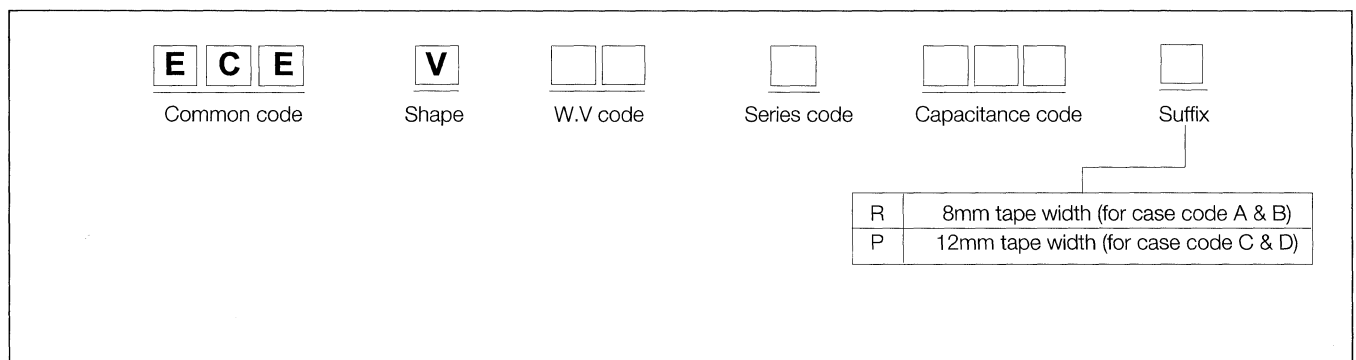 E C E V
Common code Shape W.V code Series code Capacitance code Suffix
R 8mm tape width (for case code A & B)
P 12mm tape width (for case code C & D)